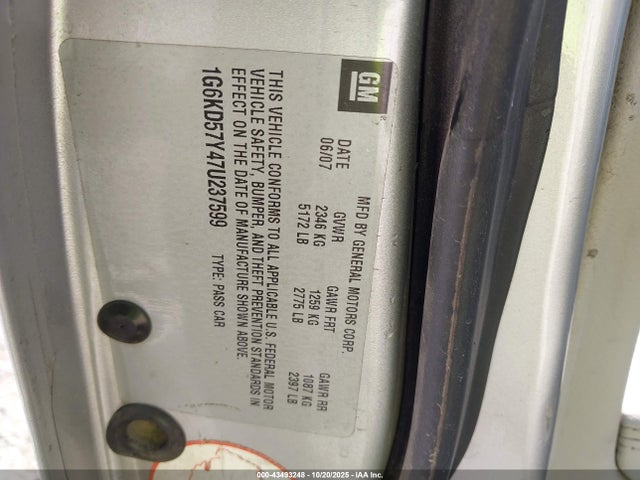 GM
MFD BY GENERAL MOTORS CORP.
DATE GVWR GAWR FRT GAWR RR
06/07 2346 KG 1259 KG 1087 KG
5172 LB 2775 LB 2397 LB
THIS VEHICLE CONFORMS TO ALL APPLICABLE U.S. FEDERAL MOTOR
VEHICLE SAFETY, BUMPER, AND THEFT PREVENTION STANDARDS IN
EFFECT ON THE DATE OF MANUFACTURE SHOWN ABOVE.
1G6KD57Y47U237599 TYPE: PASS CAR
00-43493248 - 10/20/2025 - IAA Inc.